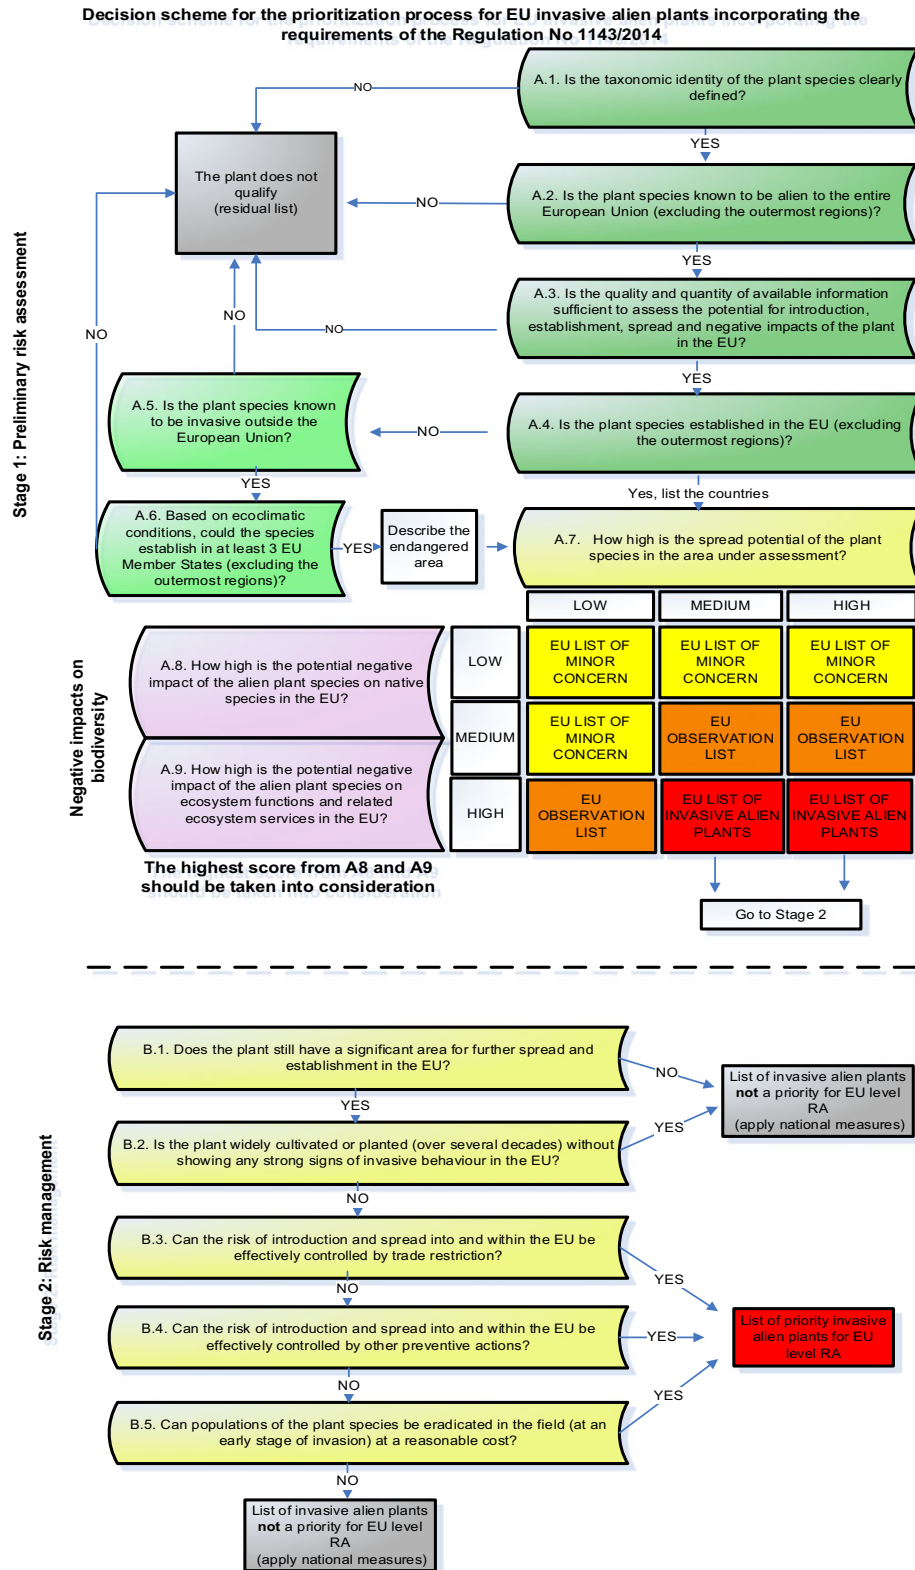 Decision scheme for the prioritization process for EU invasive alien plants incorporating the
requirements of the Regulation No 1143/2014
Stage 1: Preliminary risk assessment
A.1. Is the taxonomic identity of the plant species clearly
defined?
NO
YES
The plant does not
qualify
(residual list)
A.2. Is the plant species known to be alien to the entire
European Union (excluding the outermost regions)?
NO
YES
A.3. Is the quality and quantity of available information
sufficient to assess the potential for introduction,
establishment, spread and negative impacts of the plant
in the EU?
NO
NO
NO
YES
A.5. Is the plant species known
to be invasive outside the
European Union?
NO
A.4. Is the plant species established in the EU (excluding
the outermost regions)?
YES
Yes, list the countries
A.6. Based on ecoclimatic
conditions, could the species
establish in at least 3 EU
Member States (excluding the
outermost regions)?
YES
Describe the
endangered
area
A.7. How high is the spread potential of the plant
species in the area under assessment?
LOW
MEDIUM
HIGH
Negative impacts on
biodiversity
A.8. How high is the potential negative
impact of the alien plant species on native
species in the EU?
LOW
EU LIST OF
MINOR
CONCERN
EU LIST OF
MINOR
CONCERN
EU LIST OF
MINOR
CONCERN
MEDIUM
EU LIST OF
MINOR
CONCERN
EU
OBSERVATION
LIST
EU
OBSERVATION
LIST
A.9. How high is the potential negative
impact of the alien plant species on
ecosystem functions and related
ecosystem services in the EU?
HIGH
EU
OBSERVATION
LIST
EU LIST OF
INVASIVE ALIEN
PLANTS
EU LIST OF
INVASIVE ALIEN
PLANTS
The highest score from A8 and A9
should be taken into consideration
Go to Stage 2
Stage 2: Risk management
B.1. Does the plant still have a significant area for further spread and
establishment in the EU?
NO
YES
List of invasive alien plants
not a priority for EU level
RA
(apply national measures)
B.2. Is the plant widely cultivated or planted (over several decades) without
showing any strong signs of invasive behaviour in the EU?
YES
NO
B.3. Can the risk of introduction and spread into and within the EU be
effectively controlled by trade restriction?
YES
NO
B.4. Can the risk of introduction and spread into and within the EU be
effectively controlled by other preventive actions?
YES
List of priority invasive
alien plants for EU
level RA
NO
B.5. Can populations of the plant species be eradicated in the field (at an
early stage of invasion) at a reasonable cost?
YES
NO
List of invasive alien plants
not a priority for EU level
RA
(apply national measures)